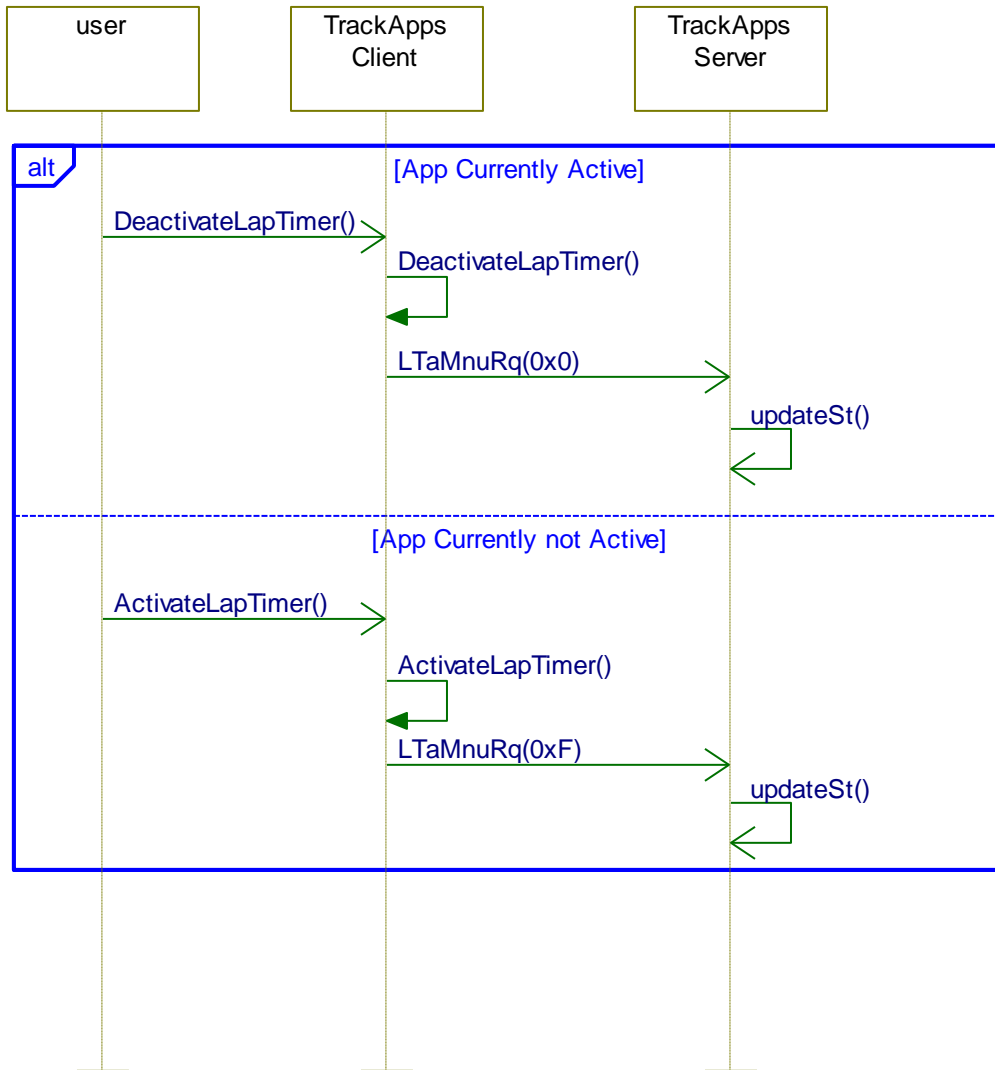 user
TrackApps
Client
TrackApps
Server
alt
[App Currently Active]
DeactivateLapTimer()
DeactivateLapTimer()
LTaMnuRq(0x0)
updateSt()
[App Currently not Active]
ActivateLapTimer()
ActivateLapTimer()
LTaMnuRq(0xF)
updateSt()